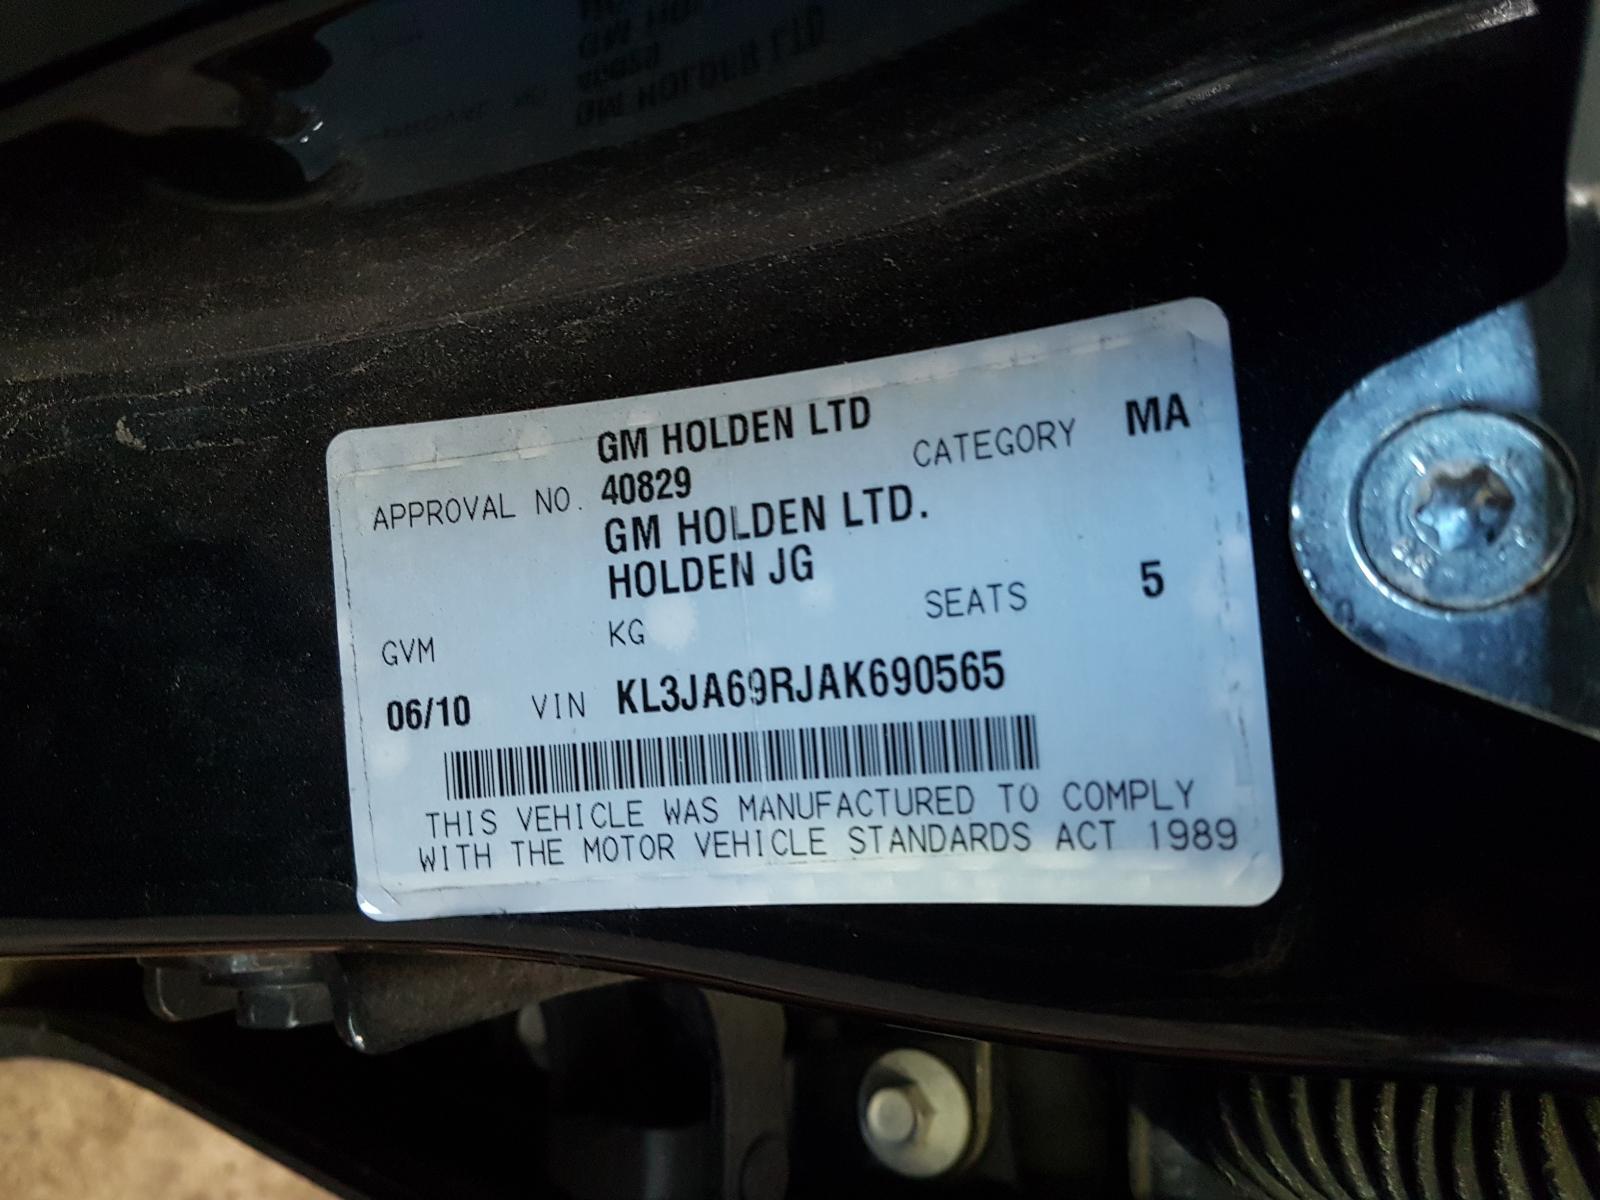 GM HOLDEN LTD
APPROVAL NO. 40829 CATEGORY MA
GM HOLDEN LTD.
HOLDEN JG
GVM KG SEATS 5
06/10 VIN KL3JA69RJAK690565
THIS VEHICLE WAS MANUFACTURED TO COMPLY
WITH THE MOTOR VEHICLE STANDARDS ACT 1989